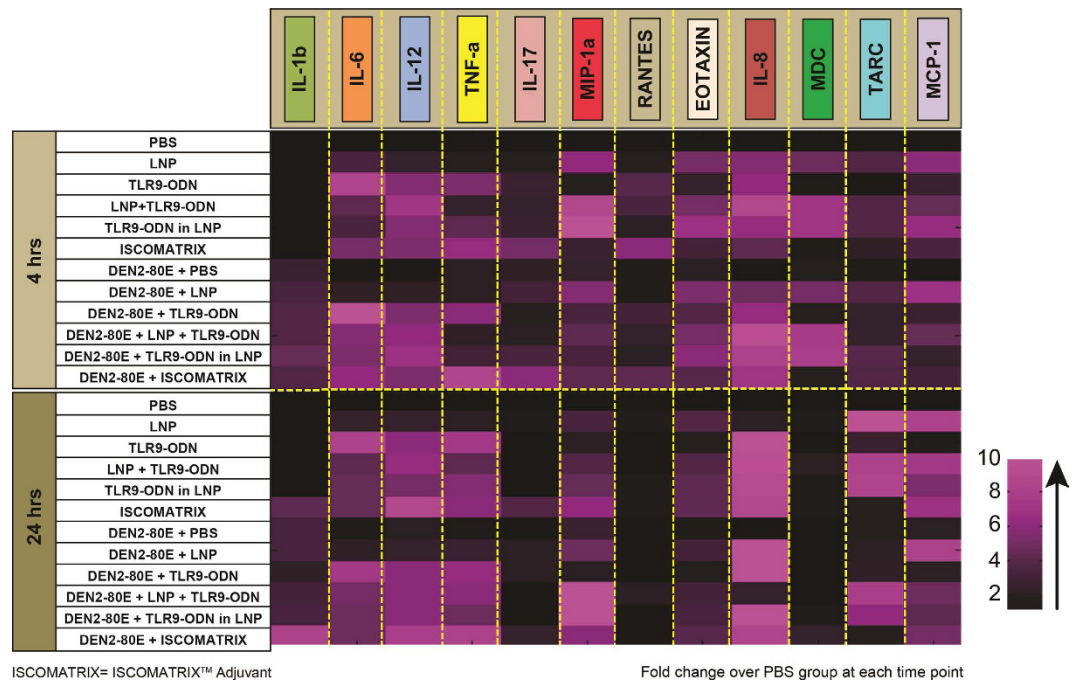 IL-1b
IL-6
IL-12
TNF-a
IL-17
MIP-1a
RANTES
EOTAXIN
IL-8
MDC
TARC
MCP-1
4 hrs
PBS
LNP
TLR9-ODN
LNP+TLR9-ODN
TLR9-ODN in LNP
ISCOMATRIX
DEN2-80E + PBS
DEN2-80E + LNP
DEN2-80E + TLR9-ODN
DEN2-80E + LNP + TLR9-ODN
DEN2-80E + TLR9-ODN in LNP
DEN2-80E + ISCOMATRIX
24 hrs
PBS
LNP
TLR9-ODN
LNP + TLR9-ODN
TLR9-ODN in LNP
ISCOMATRIX
DEN2-80E + PBS
DEN2-80E + LNP
DEN2-80E + TLR9-ODN
DEN2-80E + LNP + TLR9-ODN
DEN2-80E + TLR9-ODN in LNP
DEN2-80E + ISCOMATRIX
10
8
6
4
2
ISCOMATRIX= ISCOMATRIX™ Adjuvant
Fold change over PBS group at each time point